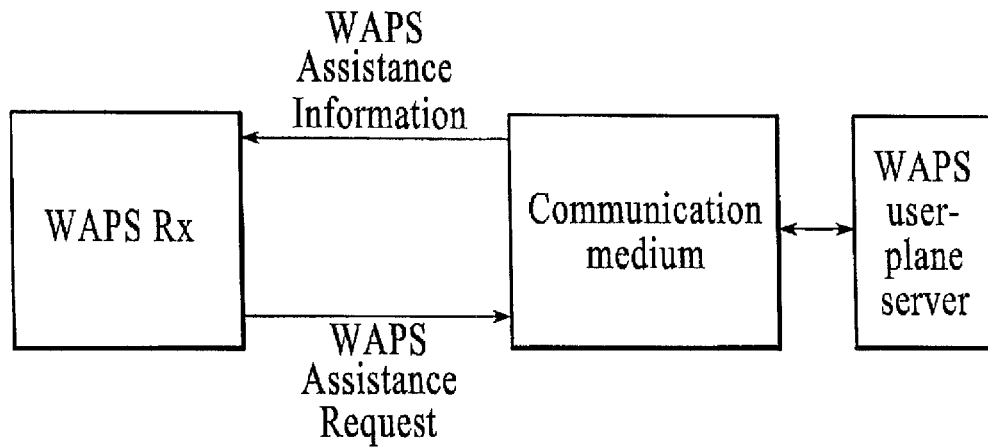 WAPS
Assistance
Information
WAPS Rx
Communication
medium
WAPS
user-
plane
server
WAPS
Assistance
Request